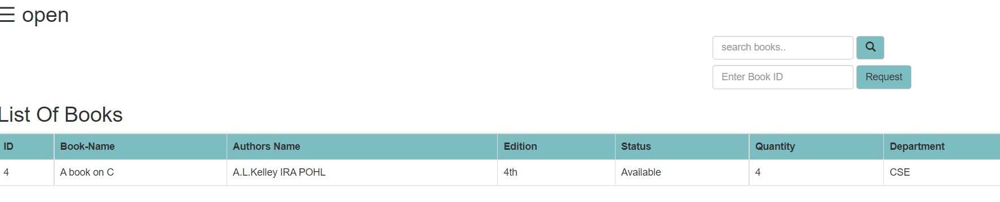 ☰ open
search books..
Enter Book ID Request
List Of Books
ID Book-Name Authors Name Edition Status Quantity Department
4 A book on C A.L.Kelley IRA POHL 4th Available 4 CSE